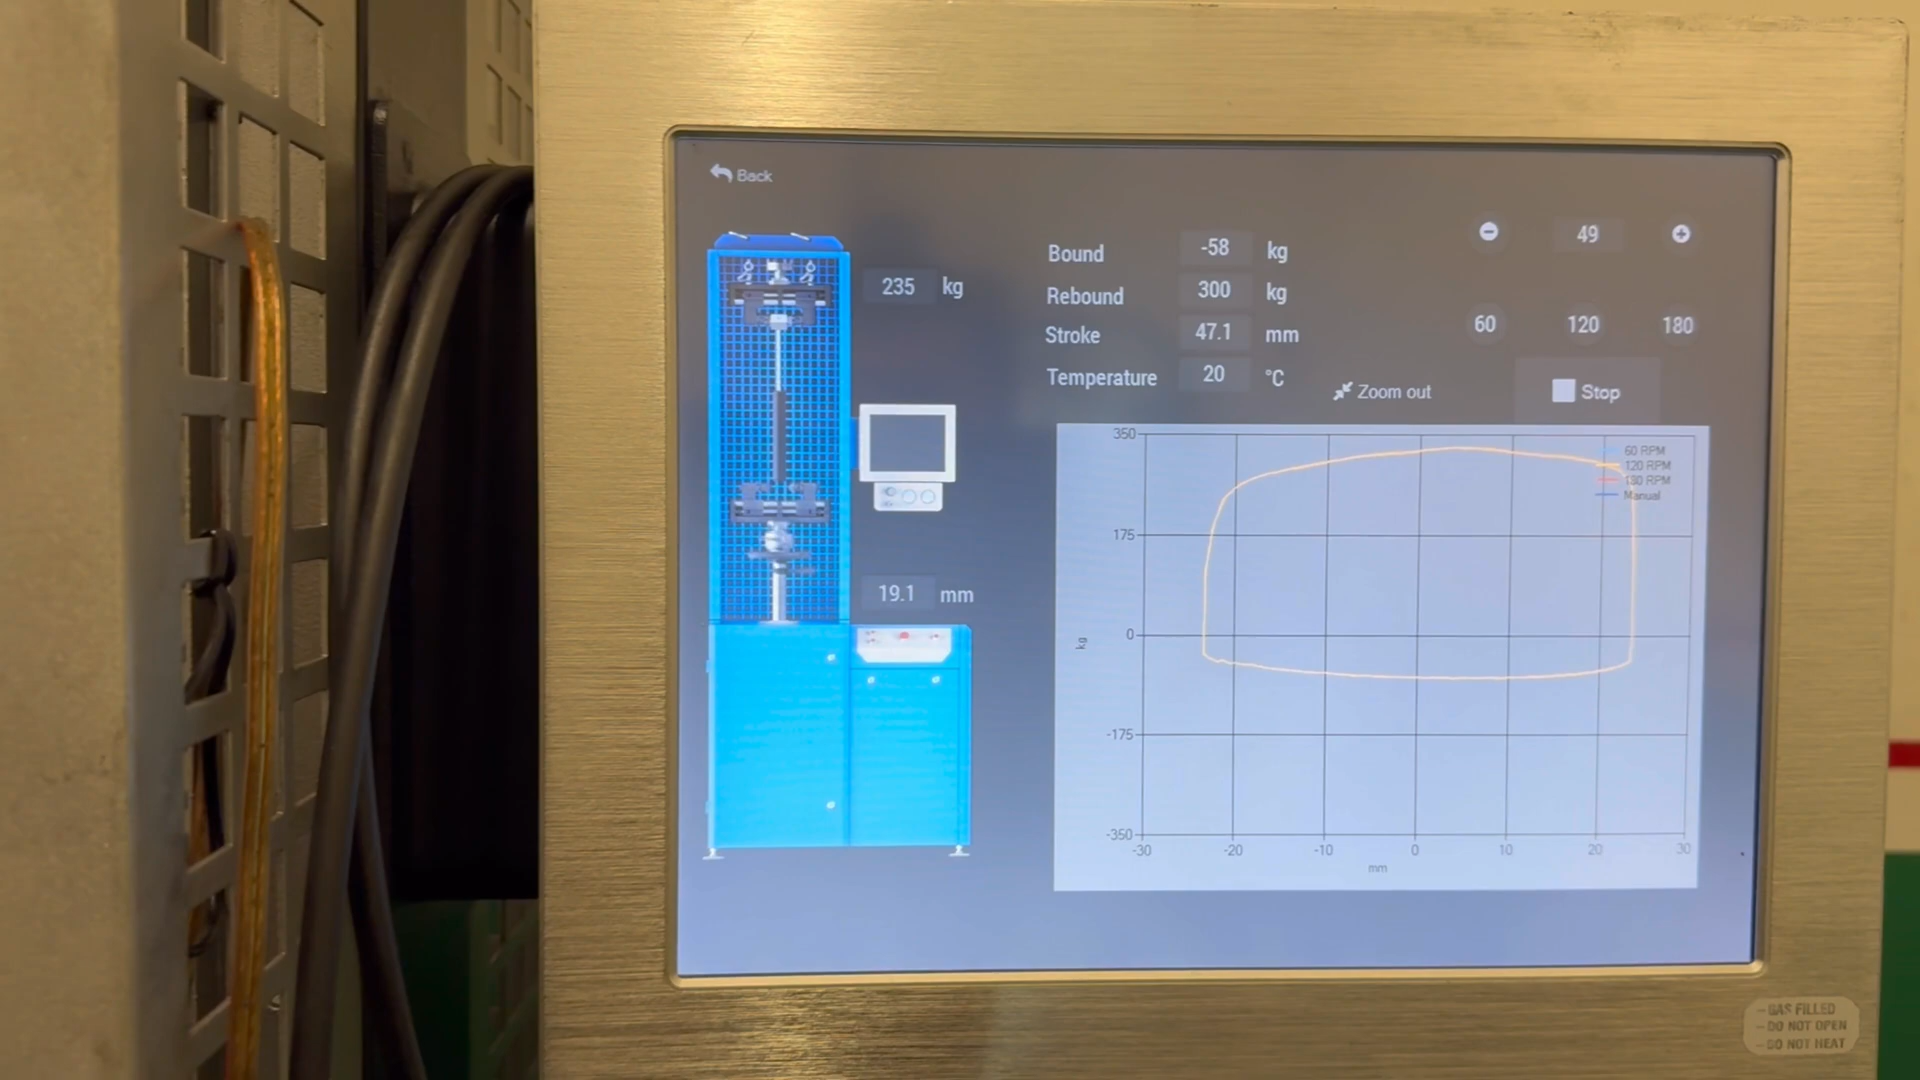 Back
235 kg
19.1 mm
Bound -58 kg
Rebound 300 kg
Stroke 47.1 mm
Temperature 20 °C
49
60 120 180
Zoom out
Stop
350
175
0
-175
-350
kg
-30 -20 -10 0 10 20 30
mm
60 RPM
120 RPM
180 RPM
Manual
- GAS FILLED
- DO NOT OPEN
- DO NOT HEAT